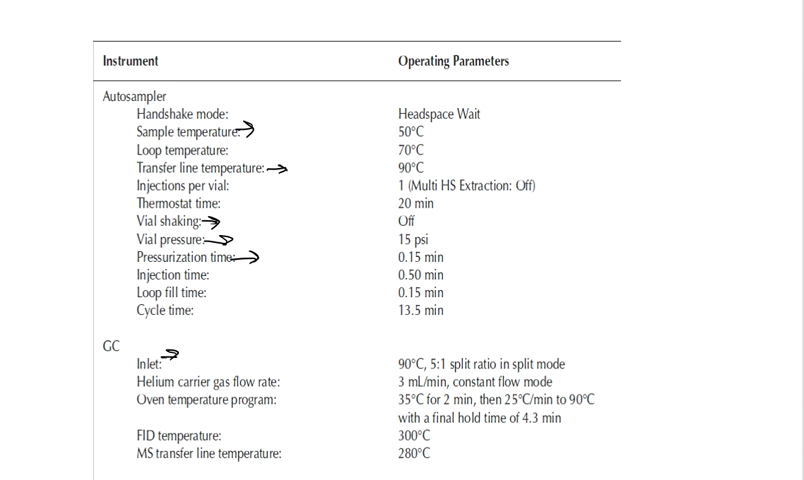 Instrument Operating Parameters
Autosampler
Handshake mode: Headspace Wait
Sample temperature: 50°C
Loop temperature: 70°C
Transfer line temperature: 90°C
Injections per vial: 1 (Multi HS Extraction: Off)
Thermostat time: 20 min
Vial shaking: Off
Vial pressure: 15 psi
Pressurization time: 0.15 min
Injection time: 0.50 min
Loop fill time: 0.15 min
Cycle time: 13.5 min
GC
Inlet: 90°C, 5:1 split ratio in split mode
Helium carrier gas flow rate: 3 mL/min, constant flow mode
Oven temperature program: 35°C for 2 min, then 25°C/min to 90°C
with a final hold time of 4.3 min
FID temperature: 300°C
MS transfer line temperature: 280°C